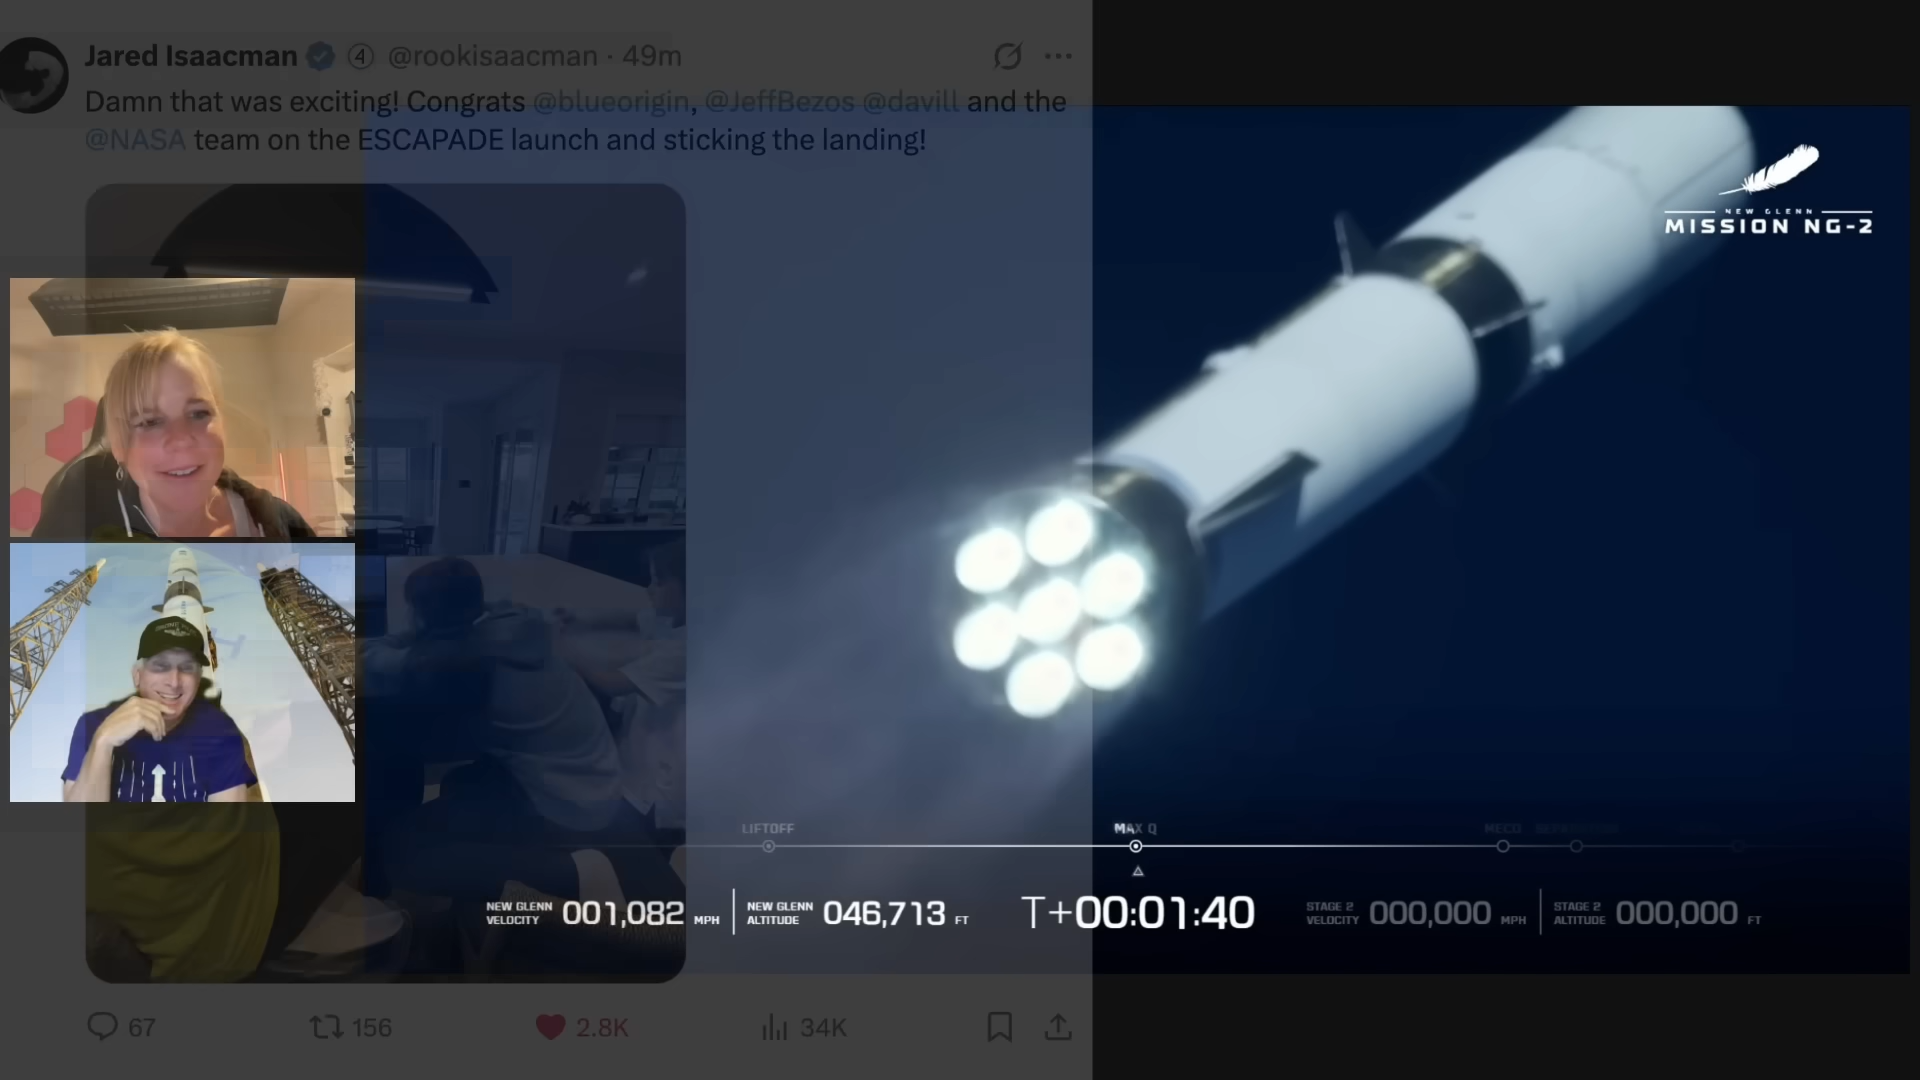 Jared Isaacman 4 @rookisaacman · 49m
Damn that was exciting! Congrats @blueorigin, @JeffBezos @davill and the
@NASA team on the ESCAPADE launch and sticking the landing!
NEW GLENN
MISSION NG-2
LIFTOFF
MAX Q
MECO
NEW GLENN VELOCITY 001,082 MPH
NEW GLENN ALTITUDE 046,713 FT
T+00:01:40
STAGE 2 VELOCITY 000,000 MPH
STAGE 2 ALTITUDE 000,000 FT
67 156 2.8K 34K